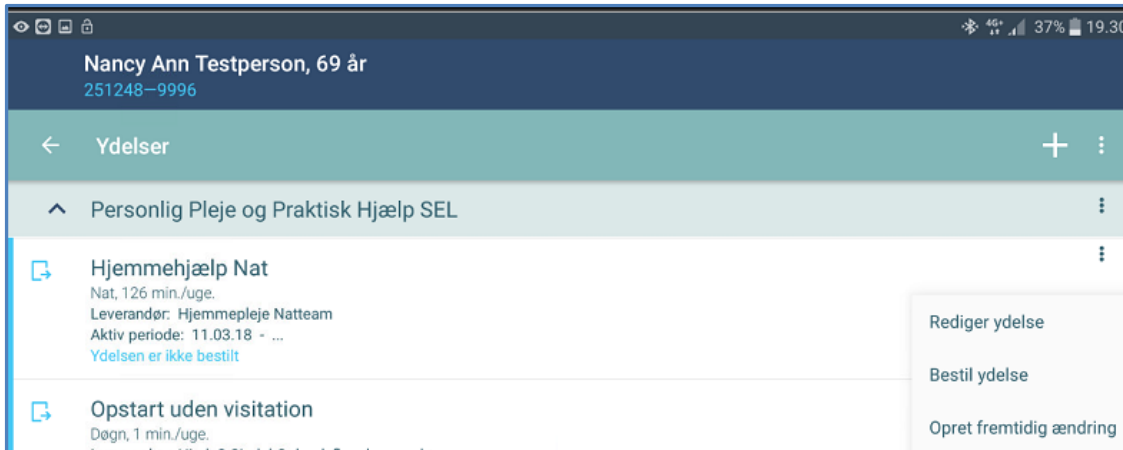 4G+ 37% 19.30
Nancy Ann Testperson, 69 år
251248–9996
Ydelser
Personlig Pleje og Praktisk Hjælp SEL
Hjemmehjælp Nat
Nat, 126 min./uge.
Leverandør: Hjemmepleje Natteam
Aktiv periode: 11.03.18 - ...
Ydelsen er ikke bestilt
Rediger ydelse
Bestil ydelse
Opret fremtidig ændring
Opstart uden visitation
Døgn, 1 min./uge.